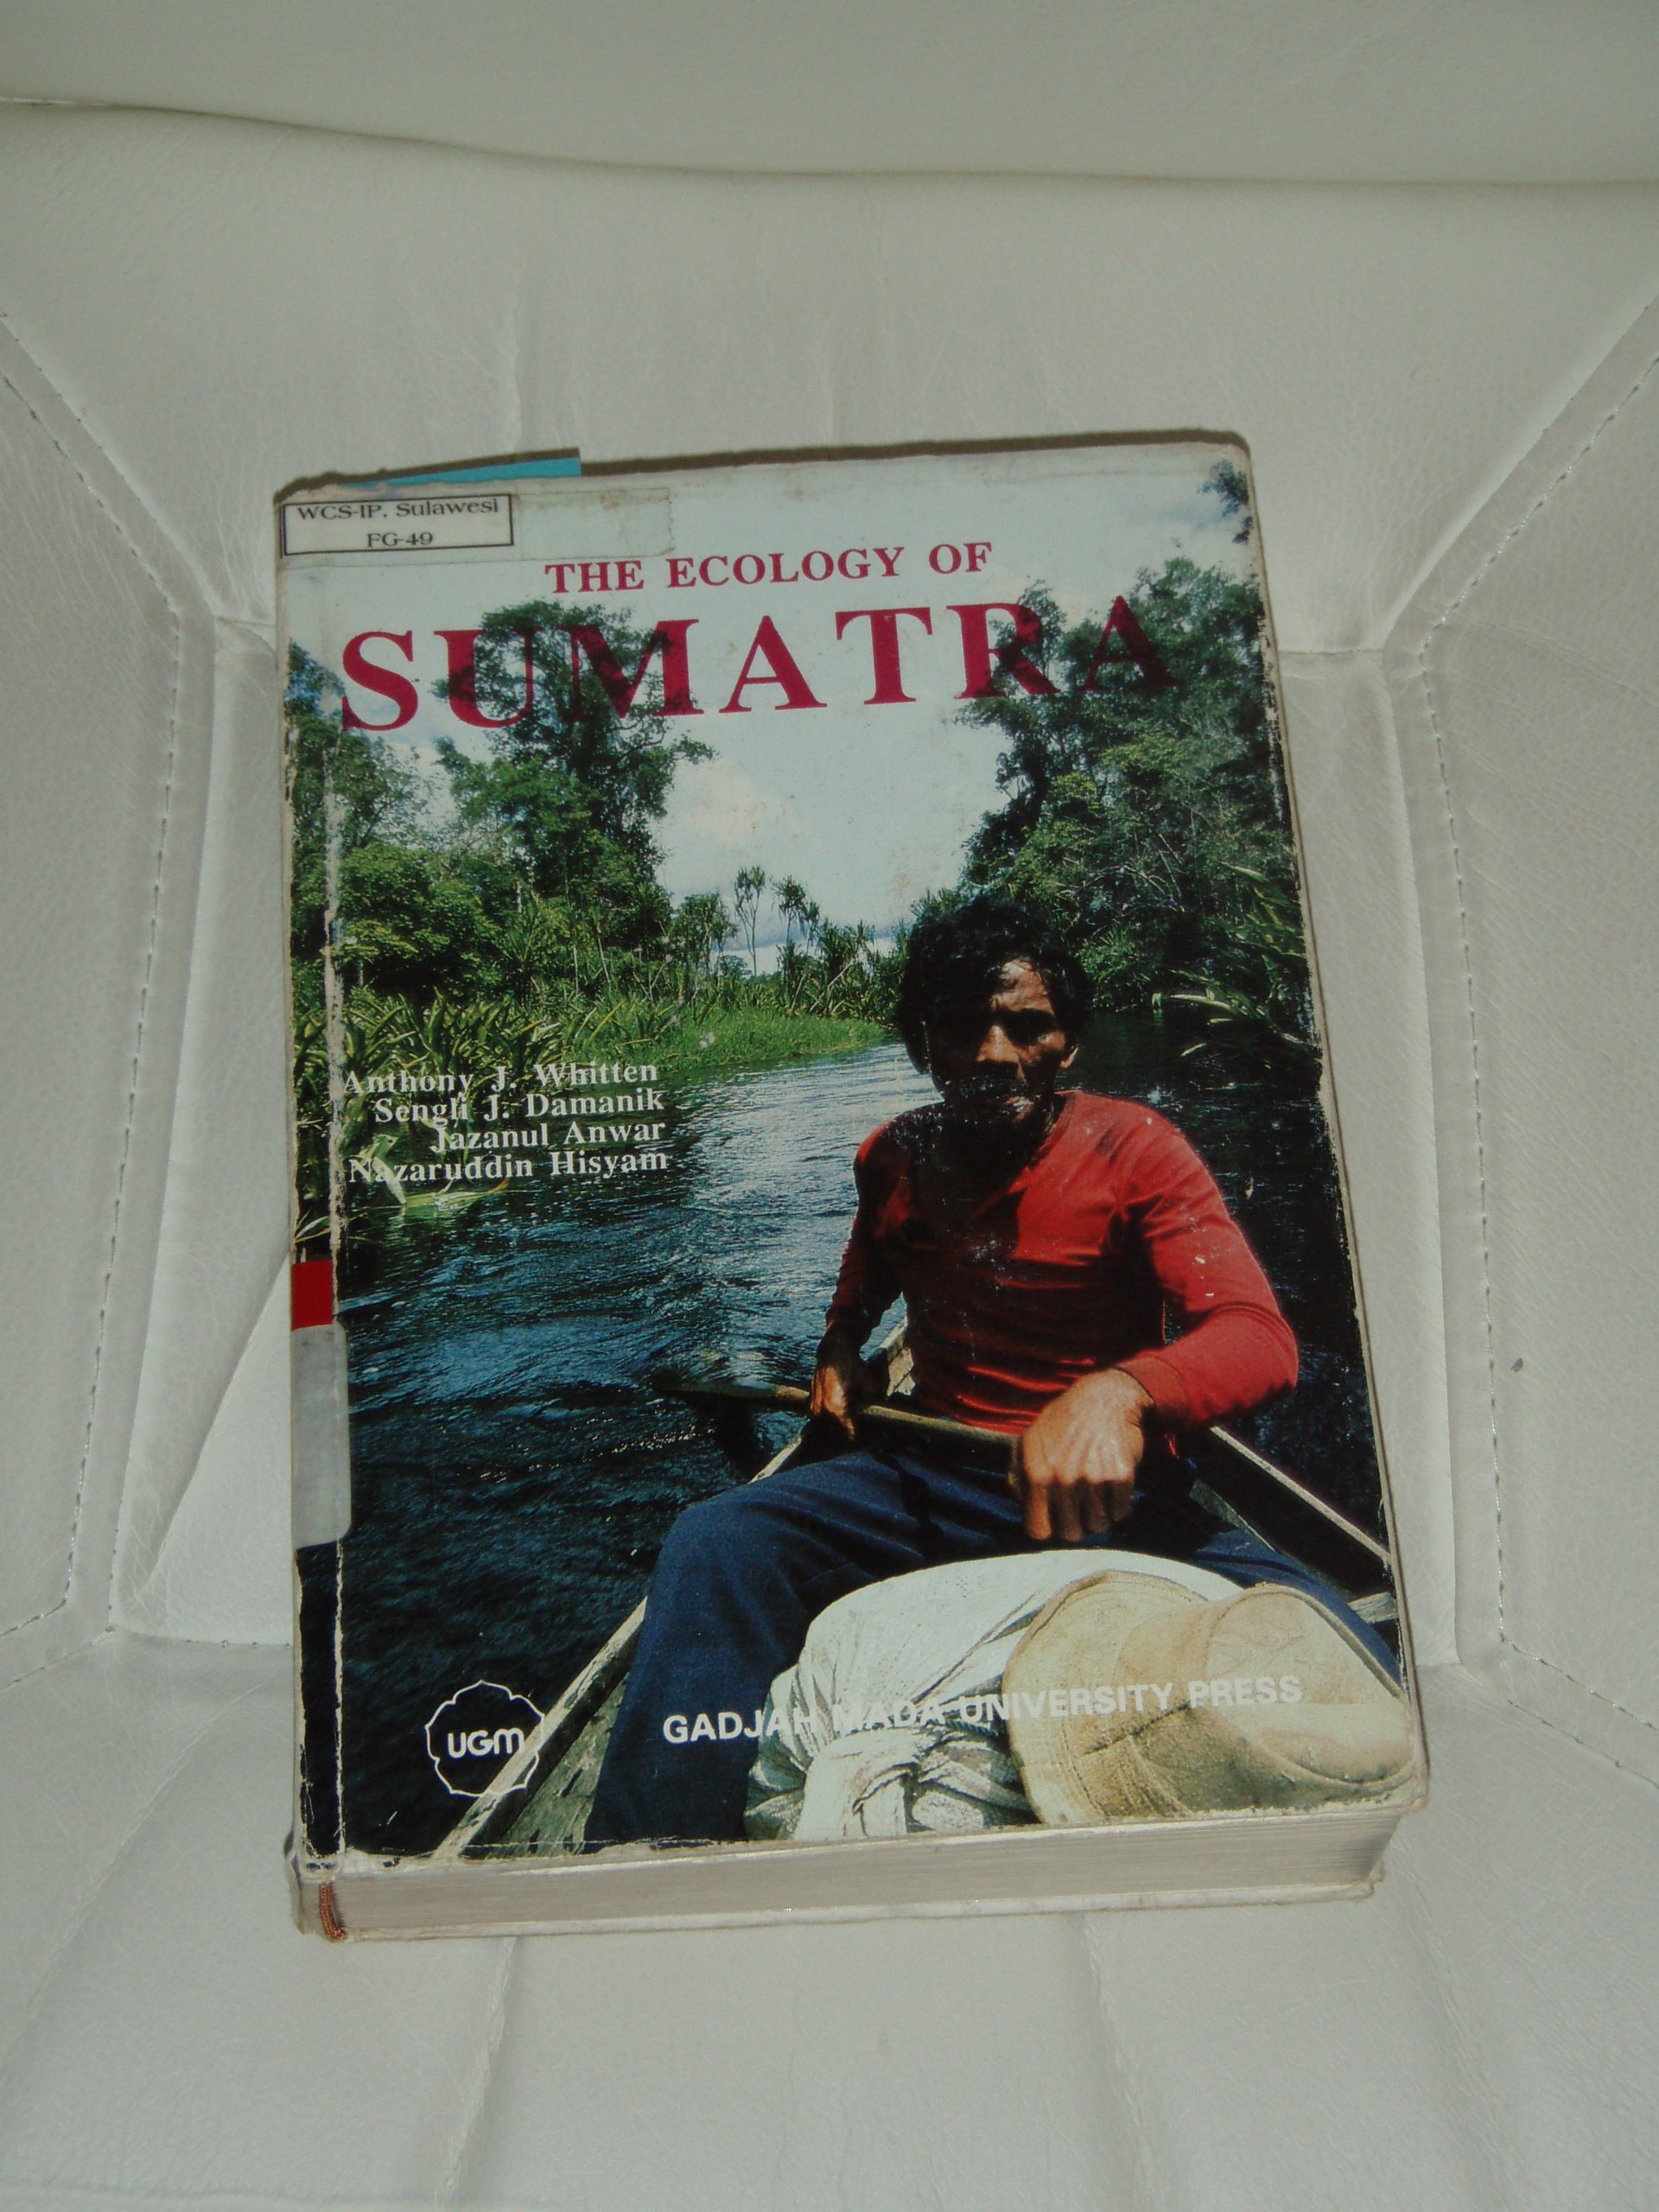 WCS-IP. Sulawesi
FG-49
THE ECOLOGY OF
SUMATRA
Anthony J. Whitten
Sengli J. Damanik
Jazanul Anwar
Nazaruddin Hisyam
UGM
GADJAH MADA UNIVERSITY PRESS